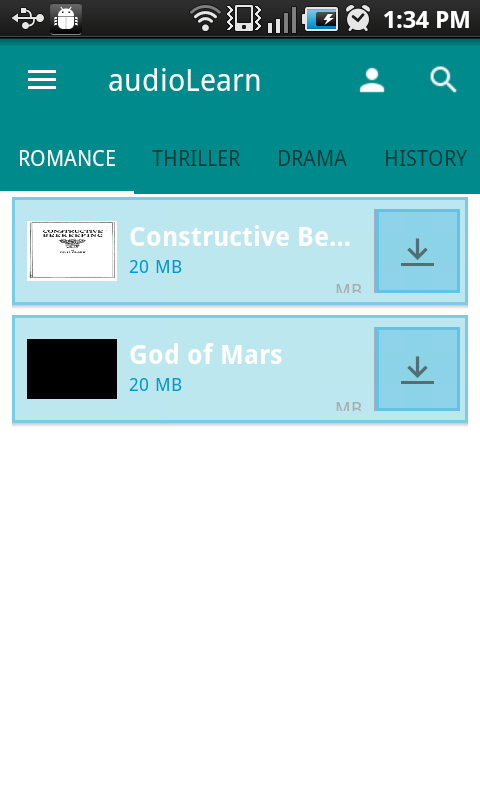 1:34 PM
audioLearn
ROMANCE THRILLER DRAMA HISTORY
CONSTRUCTIVE
BEEKEEPING
Constructive Be...
20 MB
MB
God of Mars
20 MB
MB